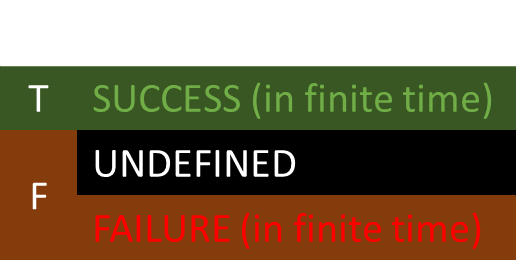 T SUCCESS (in finite time)
UNDEFINED
F
FAILURE (in finite time)